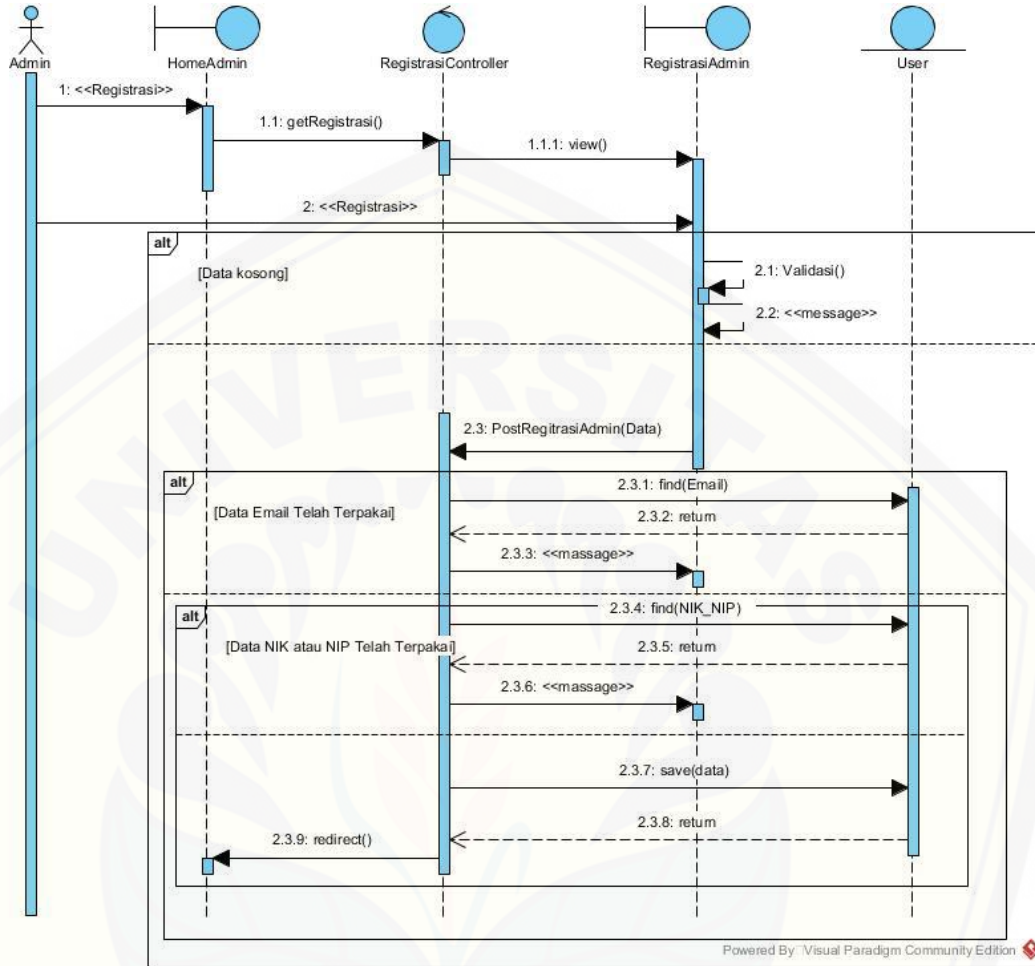 Admin
HomeAdmin
RegistrasiController
RegistrasiAdmin
User
1: <<Registrasi>>
1.1: getRegistrasi()
1.1.1: view()
2: <<Registrasi>>
alt
[Data kosong]
2.1: Validasi()
2.2: <<message>>
2.3: PostRegitrasiAdmin(Data)
alt
2.3.1: find(Email)
[Data Email Telah Terpakai]
2.3.2: return
2.3.3: <<massage>>
alt
2.3.4: find(NIK_NIP)
[Data NIK atau NIP Telah Terpakai]
2.3.5: return
2.3.6: <<massage>>
2.3.7: save(data)
2.3.8: return
2.3.9: redirect()
Powered By Visual Paradigm Community Edition
UNIVERSITAS